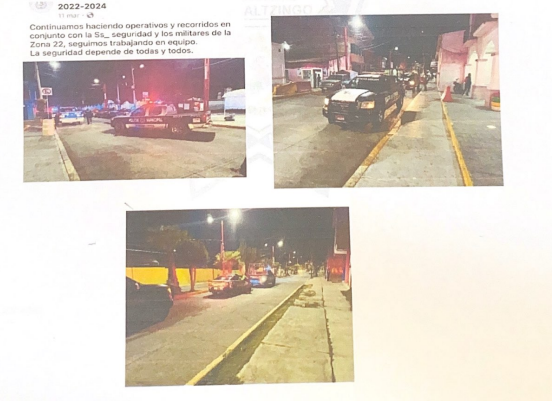 ALTZINGO
2022-2024
11 mar ·
Continuamos haciendo operativos y recorridos en
conjunto con la Ss_ seguridad y los militares de la
Zona 22, seguimos trabajando en equipo.
La seguridad depende de todas y todos.